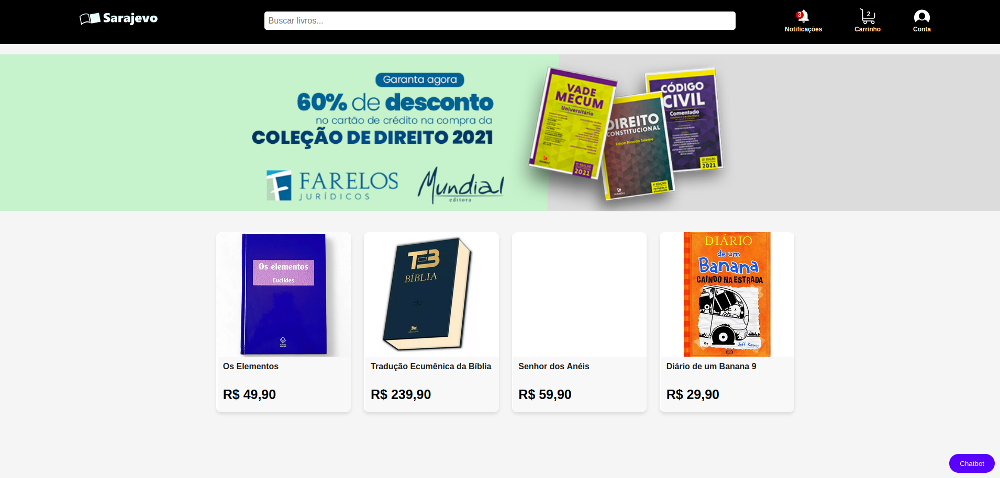 Sarajevo
Buscar livros...
3
Notificações
2
Carrinho
Conta
Garanta agora
60% de desconto
no cartão de crédito na compra da
COLEÇÃO DE DIREITO 2021
FARELOS
JURÍDICOS
Mundial
editora
VADE
MECUM
Universitário
2021
DIREITO
CONSTITUCIONAL
Edson Ricardo Saleme
CÓDIGO
CIVIL
Comentado
2021
Os elementos
Euclides
editora
unesp
TEB
BÍBLIA
DIÁRIO
de um
Banana
CAINDO NA ESTRADA
Jeff Kinney
Os Elementos
R$ 49,90
Tradução Ecumênica da Bíblia
R$ 239,90
Senhor dos Anéis
R$ 59,90
Diário de um Banana 9
R$ 29,90
Chatbot